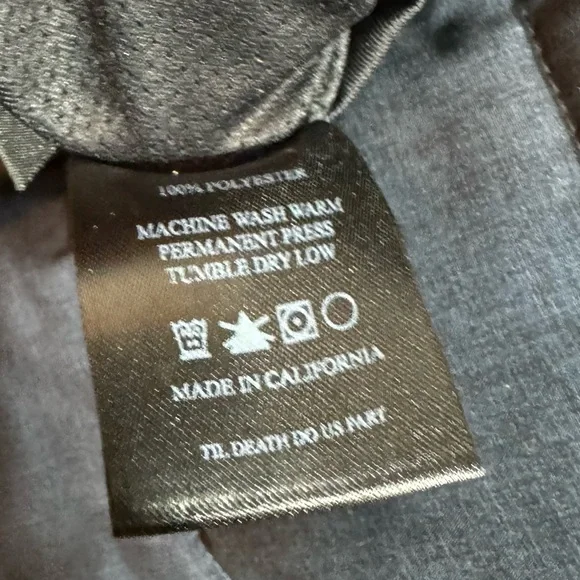 100% POLYESTER
MACHINE WASH WARM
PERMANENT PRESS
TUMBLE DRY LOW
MADE IN CALIFORNIA
TIL DEATH DO US PART